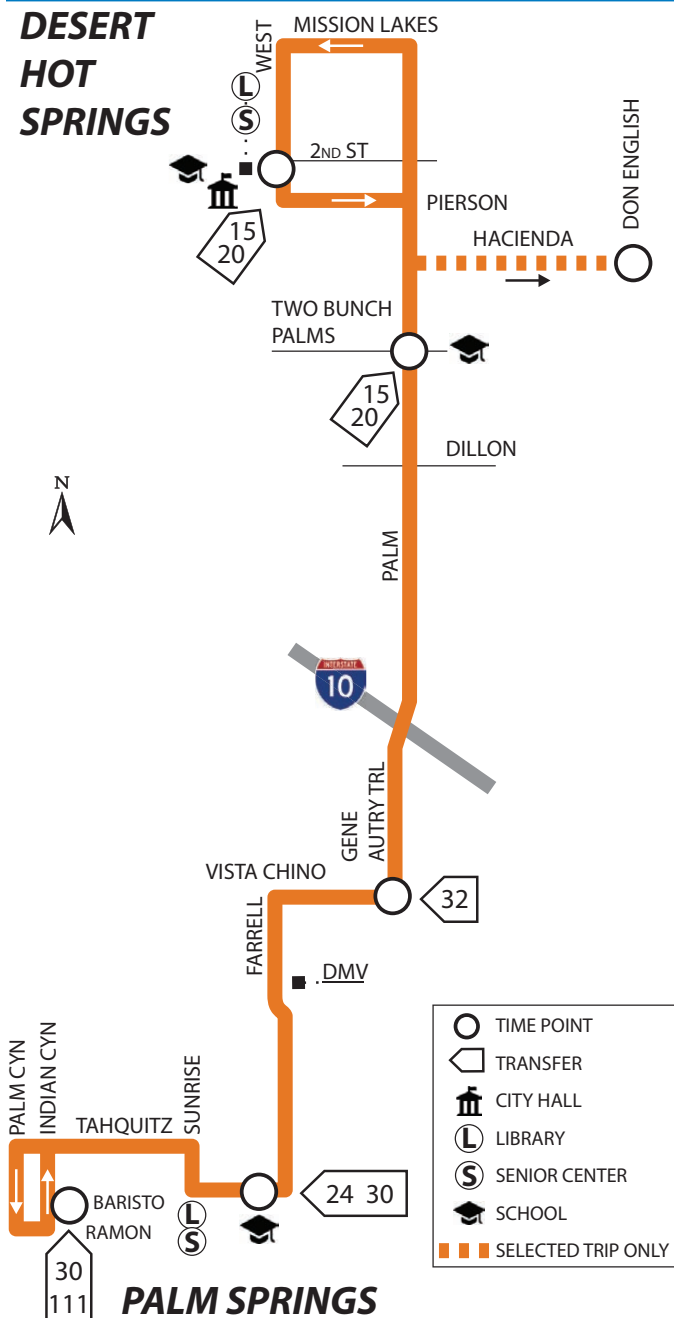 DESERT
HOT
SPRINGS
MISSION LAKES
WEST
L
S
2ND ST
15
20
PIERSON
DON ENGLISH
HACIENDA
TWO BUNCH
PALMS
15
20
DILLON
N
PALM
INTERSTATE
10
GENE
AUTRY TRL
VISTA CHINO
32
FARRELL
DMV
PALM CYN
INDIAN CYN
TAHQUITZ
SUNRISE
24 30
BARISTO
RAMON
L
S
30
111
PALM SPRINGS
TIME POINT
TRANSFER
CITY HALL
L LIBRARY
S SENIOR CENTER
SCHOOL
SELECTED TRIP ONLY